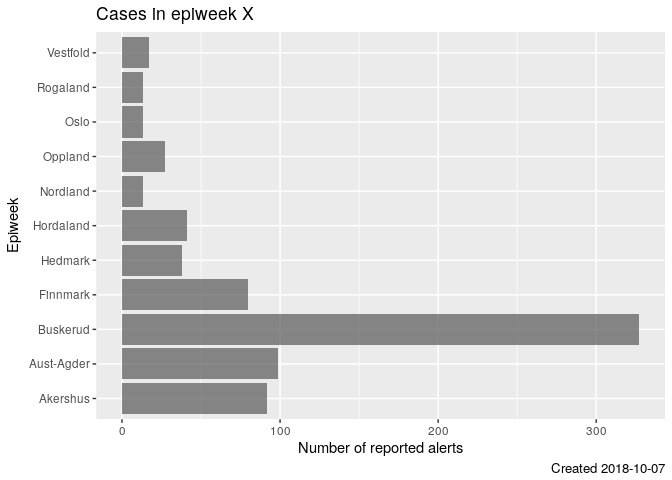 Cases in epiweek X
Vestfold
Rogaland
Oslo
Oppland
Nordland
Hordaland
Hedmark
Finnmark
Buskerud
Aust-Agder
Akershus
Epiweek
0 100 200 300
Number of reported alerts
Created 2018-10-07